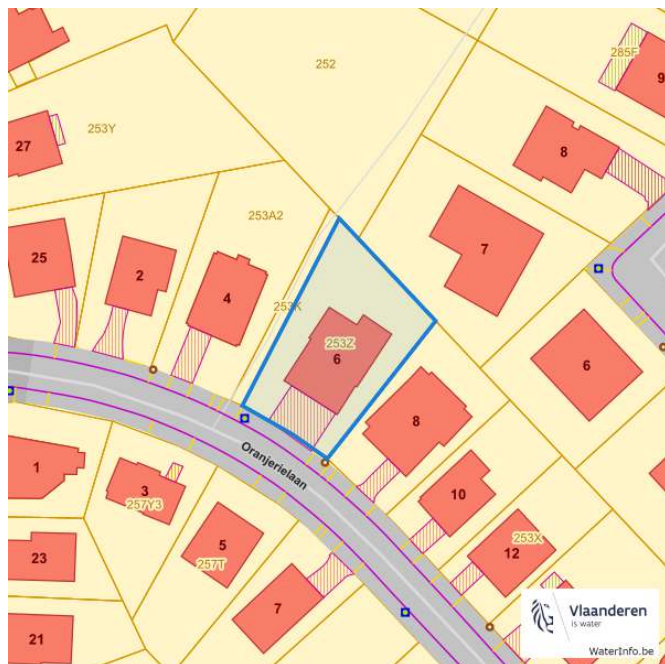 252
285F
9
253Y
27
8
253A2
25
2
4
7
253K
253Z
6
6
8
Oranjerielaan
1
3
257Y3
10
253X
12
5
257T
23
7
21
Vlaanderen
is water
WaterInfo.be